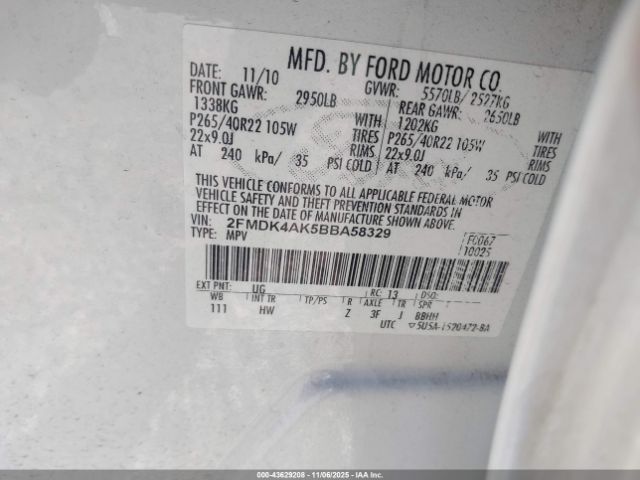 MFD. BY FORD MOTOR CO.
DATE: 11/10 GVWR: 5570LB/ 2527KG
FRONT GAWR: 2950LB REAR GAWR: 2650LB
1338KG WITH 1202KG WITH
P265/40R22 105W TIRES P265/40R22 105W TIRES
22x9.0J RIMS 22x9.0J RIMS
AT 240 kPa/ 35 PSI COLD AT 240 kPa/ 35 PSI COLD
THIS VEHICLE CONFORMS TO ALL APPLICABLE FEDERAL MOTOR
VEHICLE SAFETY AND THEFT PREVENTION STANDARDS IN
EFFECT ON THE DATE OF MANUFACTURE SHOWN ABOVE.
VIN: 2FMDK4AK5BBA58329
TYPE: MPV
F0067
10025
EXT PNT: UG RC: 13 DSO:
WB INT TR TP/PS R AXLE TR SPR
111 HW Z 3F J BBHH
UTC 5U5A-1520472-BA
000-43629208 - 11/06/2025 - IAAI.COM